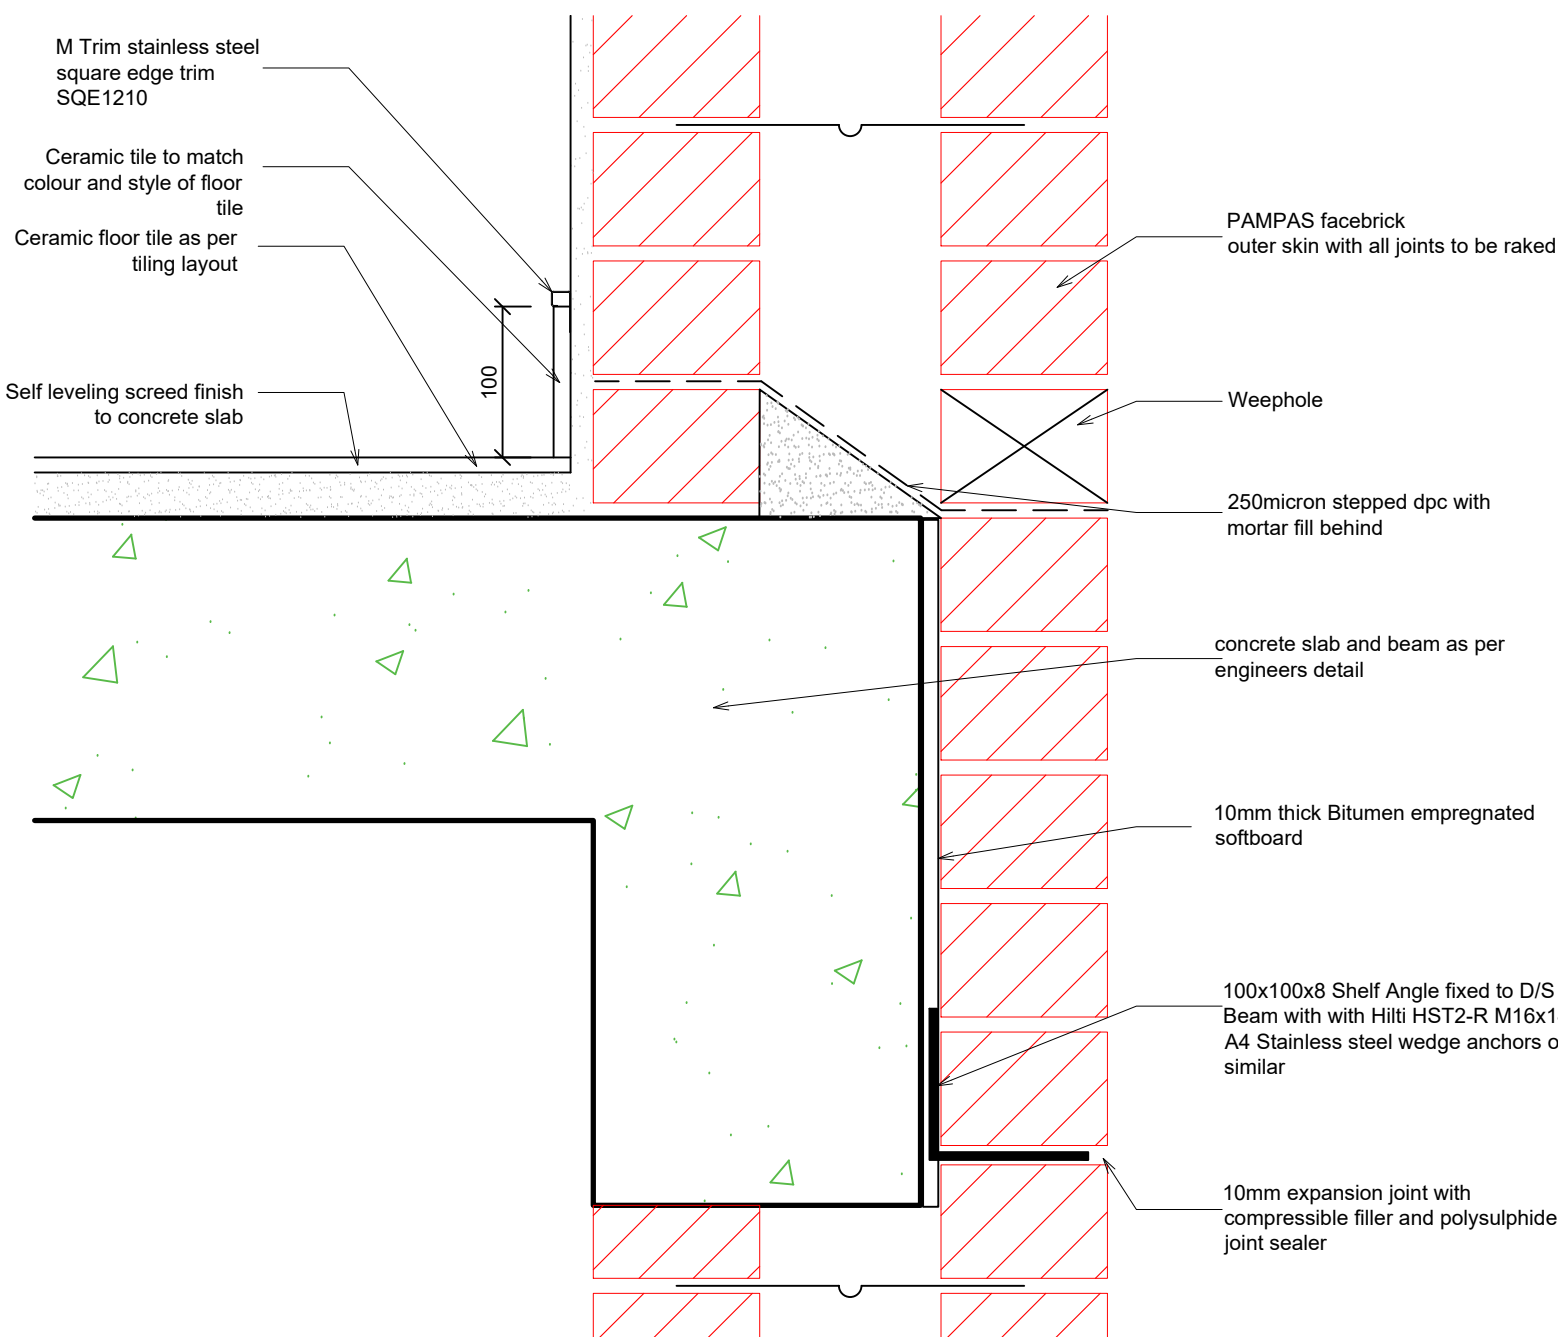 M Trim stainless steel
square edge trim
SQE1210
Ceramic tile to match
colour and style of floor
tile
Ceramic floor tile as per
tiling layout
Self leveling screed finish
to concrete slab
100
PAMPAS facebrick
outer skin with all joints to be raked
Weephole
250micron stepped dpc with
mortar fill behind
concrete slab and beam as per
engineers detail
10mm thick Bitumen empregnated
softboard
100x100x8 Shelf Angle fixed to D/S
Beam with with Hilti HST2-R
A4 Stainless steel wedge anchors
similar
10mm expansion joint with
compressible filler and polysulphide
joint sealer